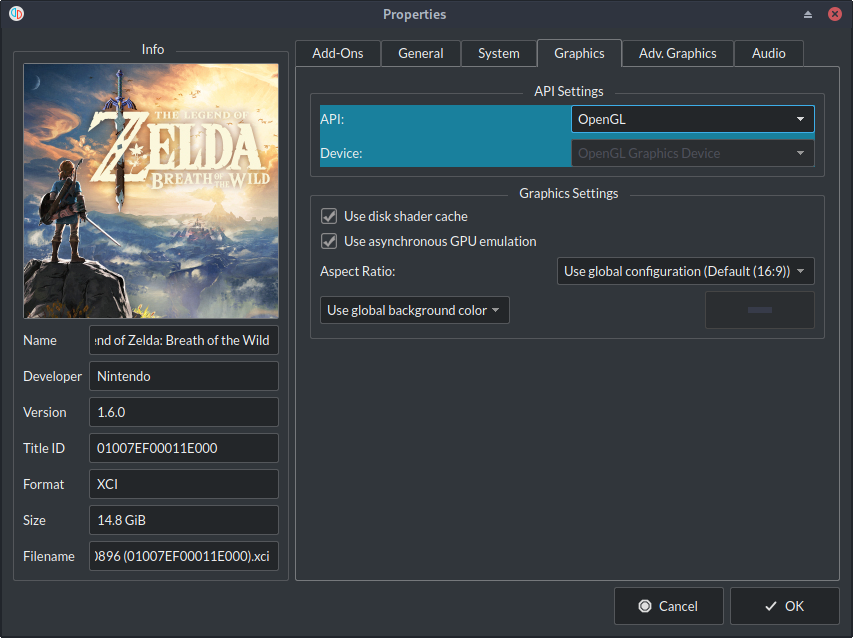 Properties
Info
THE LEGEND OF
ZELDA
BREATH OF THE WILD
Name
end of Zelda: Breath of the Wild
Developer
Nintendo
Version
1.6.0
Title ID
01007EF00011E000
Format
XCI
Size
14.8 GiB
Filename
0896 (01007EF00011E000).xci
Add-Ons
General
System
Graphics
Adv. Graphics
Audio
API Settings
API:
OpenGL
Device:
OpenGL Graphics Device
Graphics Settings
Use disk shader cache
Use asynchronous GPU emulation
Aspect Ratio:
Use global configuration (Default (16:9))
Use global background color
Cancel
OK